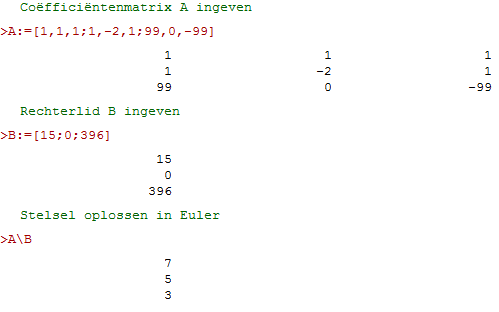 Coëfficiëntenmatrix A ingeven
>A:=[1,1,1;1,-2,1;99,0,-99]
1 1 1
1 -2 1
99 0 -99
Rechterlid B ingeven
>B:=[15;0;396]
15
0
396
Stelsel oplossen in Euler
>A\B
7
5
3